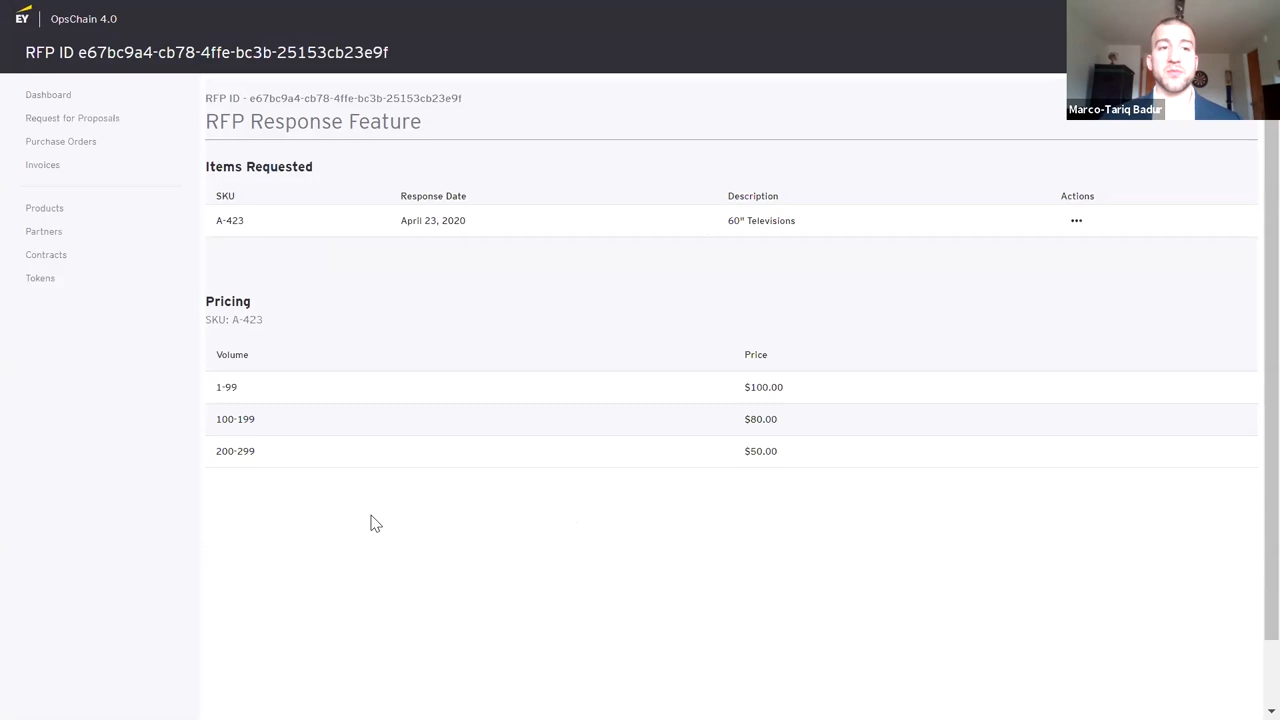 EY
OpsChain 4.0
RFP ID e67bc9a4-cb78-4ffe-bc3b-25153cb23e9f
Marco-Tariq Badur
Dashboard
Request for Proposals
Purchase Orders
Invoices
Products
Partners
Contracts
Tokens
RFP ID - e67bc9a4-cb78-4ffe-bc3b-25153cb23e9f
RFP Response Feature
Items Requested
SKU Response Date Description Actions
A-423 April 23, 2020 60" Televisions •••
Pricing
SKU: A-423
Volume Price
1-99 $100.00
100-199 $80.00
200-299 $50.00